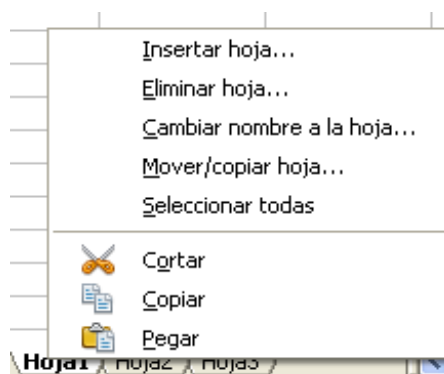 Insertar hoja...
Eliminar hoja...
Cambiar nombre a la hoja...
Mover/copiar hoja...
Seleccionar todas
Cortar
Copiar
Pegar
Hoja1 / Hoja2 / Hoja3 /